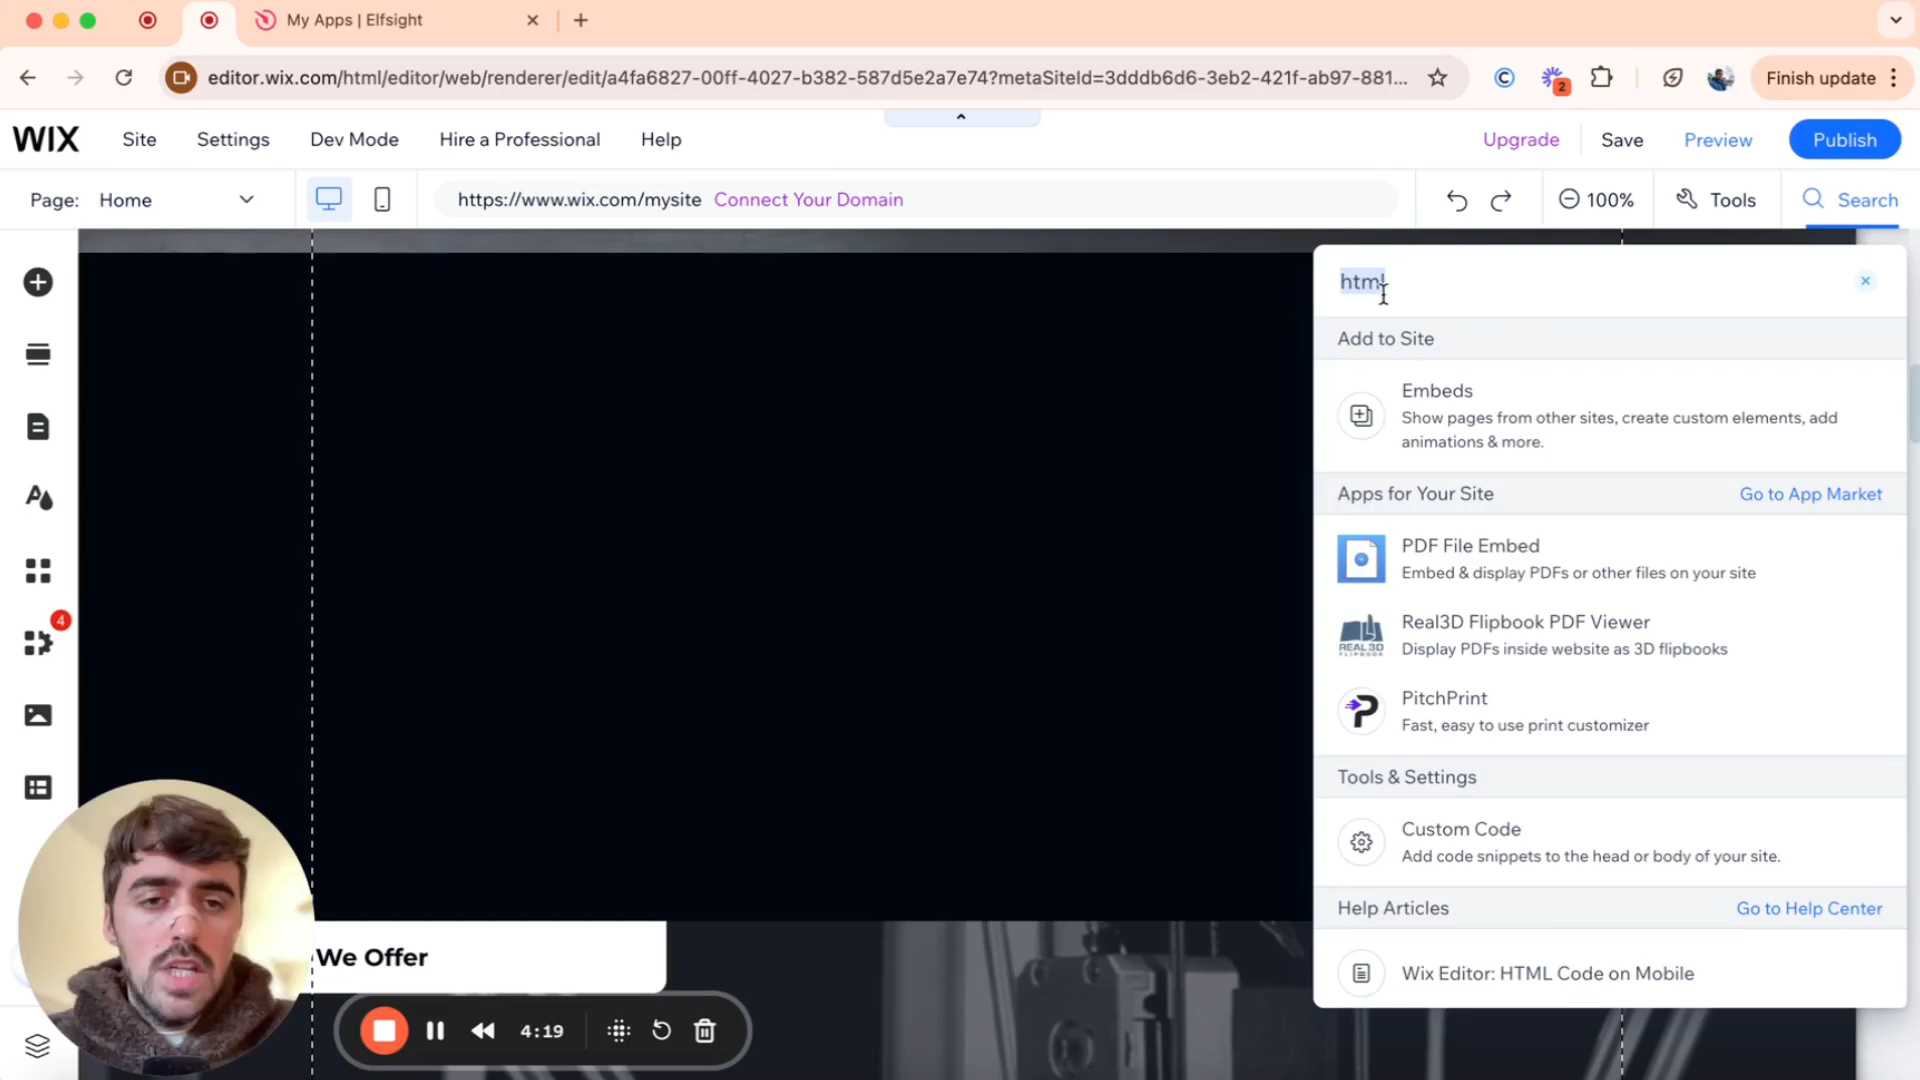 My Apps | Elfsight
editor.wix.com/html/editor/web/renderer/edit/a4fa6827-00ff-4027-b382-587d5e2a7e74?metaSiteId=3dddb6d6-3eb2-421f-ab97-881...
2
Finish update
WIX
Site
Settings
Dev Mode
Hire a Professional
Help
Upgrade
Save
Preview
Publish
Page: Home
https://www.wix.com/mysite Connect Your Domain
100%
Tools
Search
html
Add to Site
Embeds
Show pages from other sites, create custom elements, add
animations & more.
Apps for Your Site
Go to App Market
PDF File Embed
Embed & display PDFs or other files on your site
4
REAL 3D
FLIPBOOK
Real3D Flipbook PDF Viewer
Display PDFs inside website as 3D flipbooks
PitchPrint
Fast, easy to use print customizer
Tools & Settings
Custom Code
Add code snippets to the head or body of your site.
Help Articles
Go to Help Center
We Offer
Wix Editor: HTML Code on Mobile
4:19